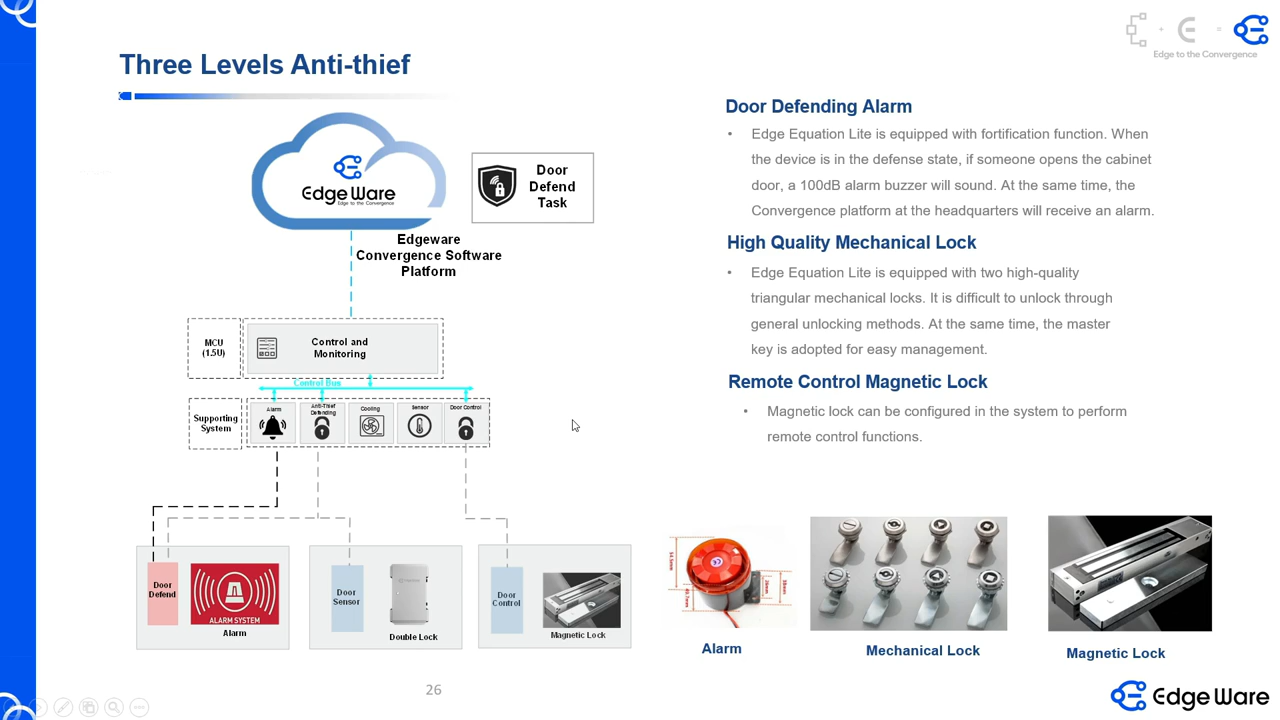 Edge to the Convergence
Three Levels Anti-thief
Edge Ware
Edge to the Convergence
Door
Defend
Task
Edgeware
Convergence Software
Platform
MCU
(1.5U)
Control and
Monitoring
Control Bus
Supporting
System
Alarm
Anti-Thief
Defending
Cooling
Sensor
Door Control
Door
Defend
ALARM SYSTEM
Alarm
Door
Sensor
Double Lock
Door
Control
Magnetic Lock
Door Defending Alarm
• Edge Equation Lite is equipped with fortification function. When
the device is in the defense state, if someone opens the cabinet
door, a 100dB alarm buzzer will sound. At the same time, the
Convergence platform at the headquarters will receive an alarm.
High Quality Mechanical Lock
• Edge Equation Lite is equipped with two high-quality
triangular mechanical locks. It is difficult to unlock through
general unlocking methods. At the same time, the master
key is adopted for easy management.
Remote Control Magnetic Lock
• Magnetic lock can be configured in the system to perform
remote control functions.
Alarm
Mechanical Lock
Magnetic Lock
26
Edge Ware